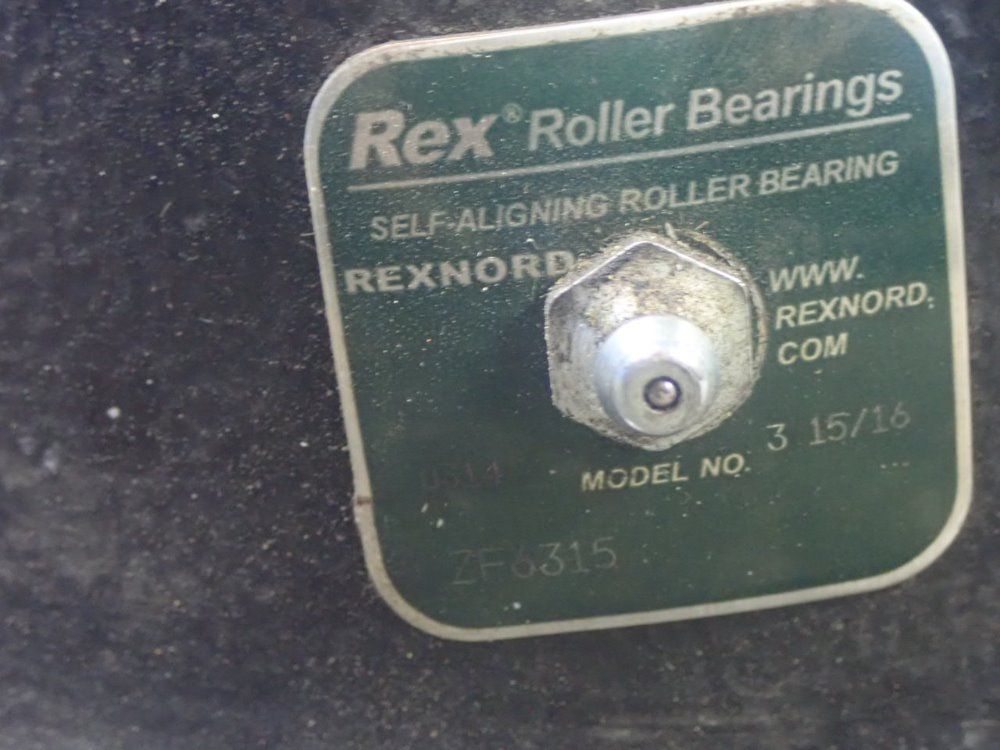 Rex® Roller Bearings
SELF-ALIGNING ROLLER BEARING
REXNORD
WWW.
REXNORD.
COM
3 15/16
MODEL NO.
ZF6315